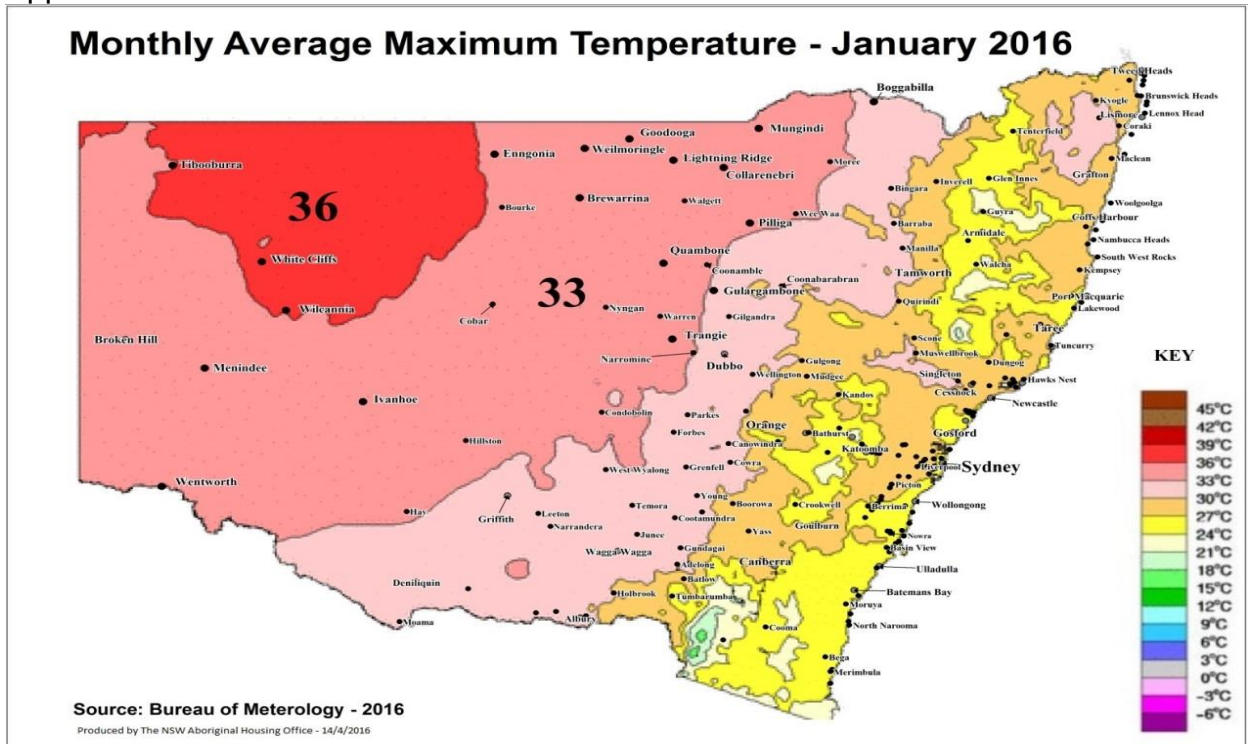 Monthly Average Maximum Temperature - January 2016
Tweed Heads
Boggabilla
Kyogle
Brunswick Heads
Lismore
Lennox Head
Coraki
Goodooga
Mungindi
Tenterfield
Enngonia
Weilmoringle
Lightning Ridge
Tibooburra
Collarenebri
Moree
Maclean
Grafton
Inverell
Glen Innes
Bingara
36
Bourke
Brewarrina
Walgett
Wee Waa
Woolgoolga
Guyra
Coffs Harbour
Pilliga
Barraba
Armidale
Nambucca Heads
Quambone
Manilla
White Cliffs
Coonamble
Coonabarabran
Tamworth
Walcha
South West Rocks
Kempsey
33
Gulargambone
Wilcannia
Cobar
Nyngan
Warren
Gilgandra
Quirindi
Port Macquarie
Lakewood
Taree
Broken Hill
Trangie
Scone
Tuncurry
Narromine
Dubbo
Muswellbrook
Gulgong
Dungog
KEY
Menindee
Wellington
Mudgee
Singleton
Hawks Nest
Cessnock
Kandos
Newcastle
Ivanhoe
Condobolin
Parkes
Orange
Forbes
Bathurst
Gosford
Hillston
Canowindra
Katoomba
West Wyalong
Grenfell
Cowra
Liverpool
Sydney
Wentworth
Picton
Griffith
Young
Hay
Leeton
Temora
Boorowa
Crookwell
Berrima
Wollongong
Narrandera
Cootamundra
Goulburn
Junee
Yass
Nowra
Wagga Wagga
Gundagai
Basin View
Adelong
Canberra
Ulladulla
Deniliquin
Batlow
Holbrook
Tumbarumba
Batemans Bay
Moruya
Moama
Albury
Cooma
North Narooma
Bega
Merimbula
45°C
42°C
39°C
36°C
33°C
30°C
27°C
24°C
21°C
18°C
15°C
12°C
9°C
6°C
3°C
0°C
-3°C
-6°C
Source: Bureau of Meterology - 2016
Produced by The NSW Aboriginal Housing Office - 14/4/2016